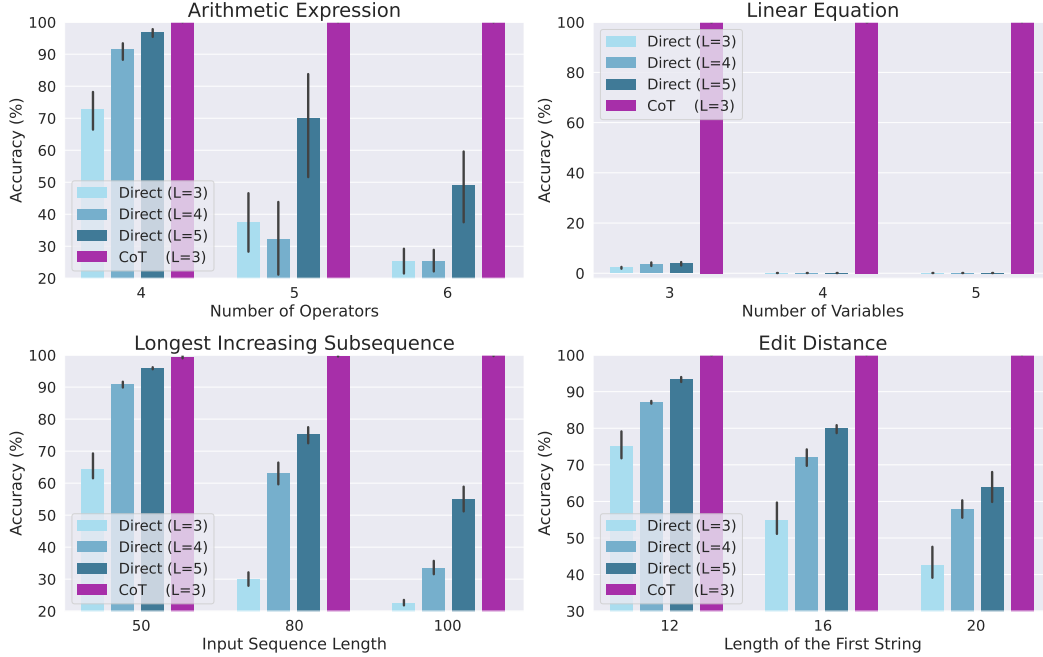 Arithmetic Expression
100
90
80
70
60
50
40
30
20
Accuracy (%)
Direct (L=3)
Direct (L=4)
Direct (L=5)
CoT (L=3)
4
5
6
Number of Operators
Linear Equation
100
80
60
40
20
0
Accuracy (%)
Direct (L=3)
Direct (L=4)
Direct (L=5)
CoT (L=3)
3
4
5
Number of Variables
Longest Increasing Subsequence
100
90
80
70
60
50
40
30
20
Accuracy (%)
Direct (L=3)
Direct (L=4)
Direct (L=5)
CoT (L=3)
50
80
100
Input Sequence Length
Edit Distance
100
90
80
70
60
50
40
30
Accuracy (%)
Direct (L=3)
Direct (L=4)
Direct (L=5)
CoT (L=3)
12
16
20
Length of the First String